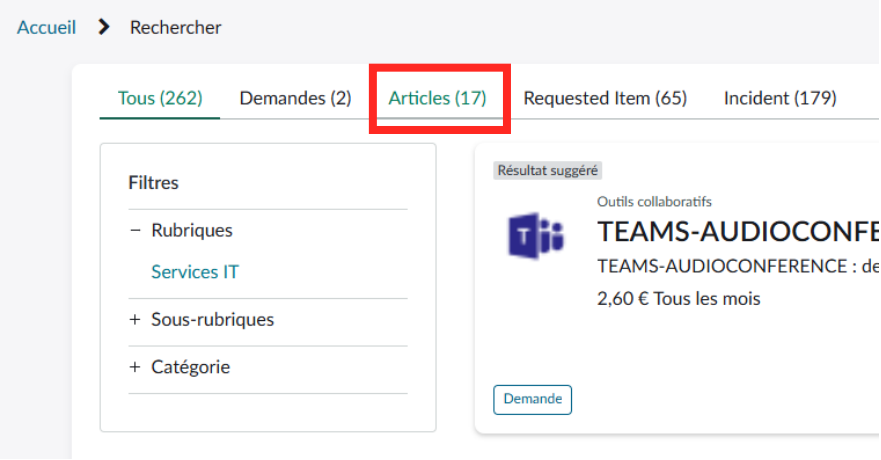 Accueil > Rechercher
Tous (262) Demandes (2) Articles (17) Requested Item (65) Incident (179)
Filtres
− Rubriques
Services IT
+ Sous-rubriques
+ Catégorie
Résultat suggéré
Outils collaboratifs
TEAMS-AUDIOCONFE
TEAMS-AUDIOCONFERENCE : de
2,60 € Tous les mois
Demande